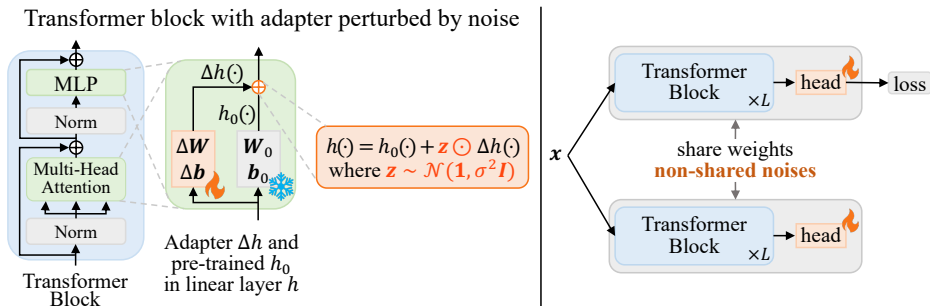 Transformer block with adapter perturbed by noise
MLP
Norm
Multi-Head
Attention
Norm
Transformer
Block
Δh(·)
h₀(·)
ΔW
Δb
W₀
b₀
Adapter Δh and
pre-trained h₀
in linear layer h
h(·) = h₀(·) + z ⊙ Δh(·)
where z ~ 𝒩(1, σ²I)
x
Transformer
Block
×L
head
loss
share weights
non-shared noises
Transformer
Block
×L
head